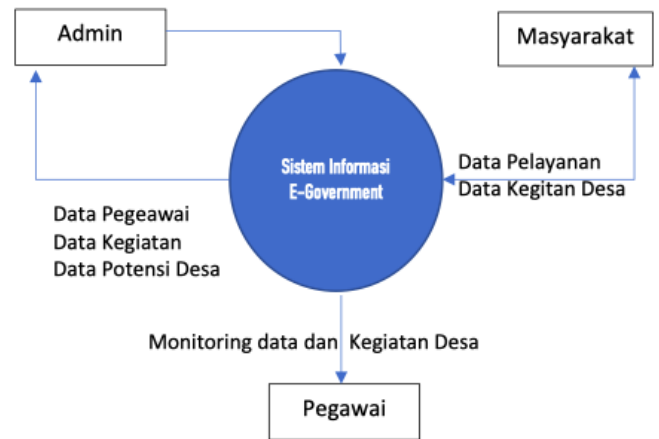 Admin
Masyarakat
Sistem Informasi
E-Government
Data Pelayanan
Data Kegitan Desa
Data Pegeawai
Data Kegiatan
Data Potensi Desa
Monitoring data dan Kegiatan Desa
Pegawai